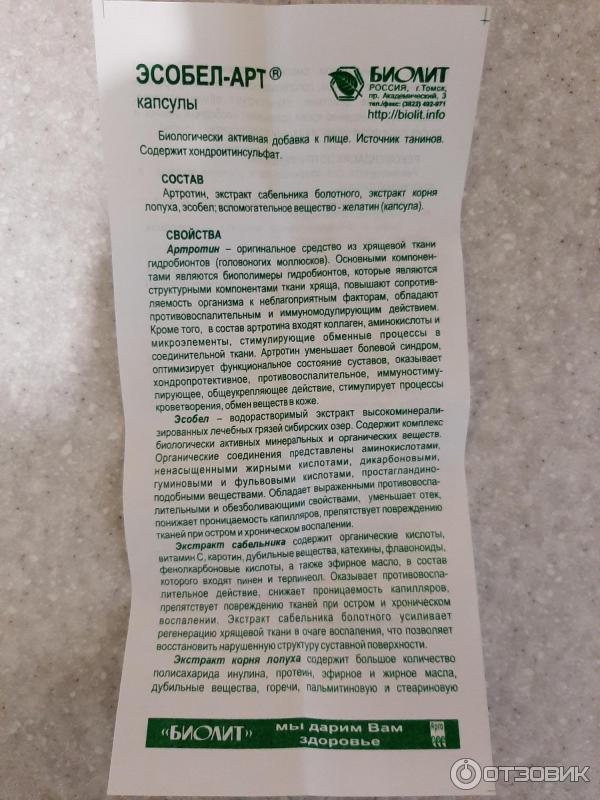 ЭСОБЕЛ-АРТ®
капсулы
БИОЛИТ
РОССИЯ, г.Томск,
пр. Академический, 3
тел./факс: (3822) 492-971
http://biolit.info
Биологически активная добавка к пище. Источник танинов.
Содержит хондроитинсульфат.
СОСТАВ
Артротин, экстракт сабельника болотного, экстракт корня
лопуха, эсобел; вспомогательное вещество - желатин (капсула).
СВОЙСТВА
Артротин – оригинальное средство из хрящевой ткани
гидробионтов (головоногих моллюсков). Основными компонен-
тами являются биополимеры гидробионтов, которые являются
структурными компонентами ткани хряща, повышают сопротив-
ляемость организма к неблагоприятным факторам, обладают
противовоспалительным и иммуномодулирующим действием.
Кроме того, в состав артротина входят коллаген, аминокислоты и
микроэлементы, стимулирующие обменные процессы в
соединительной ткани. Артротин уменьшает болевой синдром,
оптимизирует функциональное состояние суставов, оказывает
хондропротективное, противовоспалительное, иммуностиму-
лирующее, общеукрепляющее действие, стимулирует процессы
кроветворения, обмен веществ в коже.
Эсобел – водорастворимый экстракт высокоминерали-
зированных лечебных грязей сибирских озер. Содержит комплекс
биологически активных минеральных и органических веществ.
Органические соединения представлены аминокислотами,
ненасыщенными жирными кислотами, дикарбоновыми,
гуминовыми и фульвовыми кислотами, простагландино-
подобными веществами. Обладает выраженными противовоспа-
лительными и обезболивающими свойствами, уменьшает отек,
понижает проницаемость капилляров, препятствует повреждению
тканей при остром и хроническом воспалении.
Экстракт сабельника содержит органические кислоты,
витамин С, каротин, дубильные вещества, катехины, флавоноиды,
фенолкарбоновые кислоты, а также эфирное масло, в состав
которого входят пинен и терпинеол. Оказывает противовоспа-
лительное действие, снижает проницаемость капилляров,
препятствует повреждению тканей при остром и хроническом
воспалении. Экстракт сабельника болотного усиливает
регенерацию хрящевой ткани в очаге воспаления, что позволяет
восстановить нарушенную структуру суставной поверхности.
Экстракт корня лопуха содержит большое количество
полисахарида инулина, протеин, эфирное и жирное масла,
дубильные вещества, горечи, пальмитиновую и стеариновую
«БИОЛИТ»
мы дарим Вам
здоровье
Арго
ОТЗОВИК